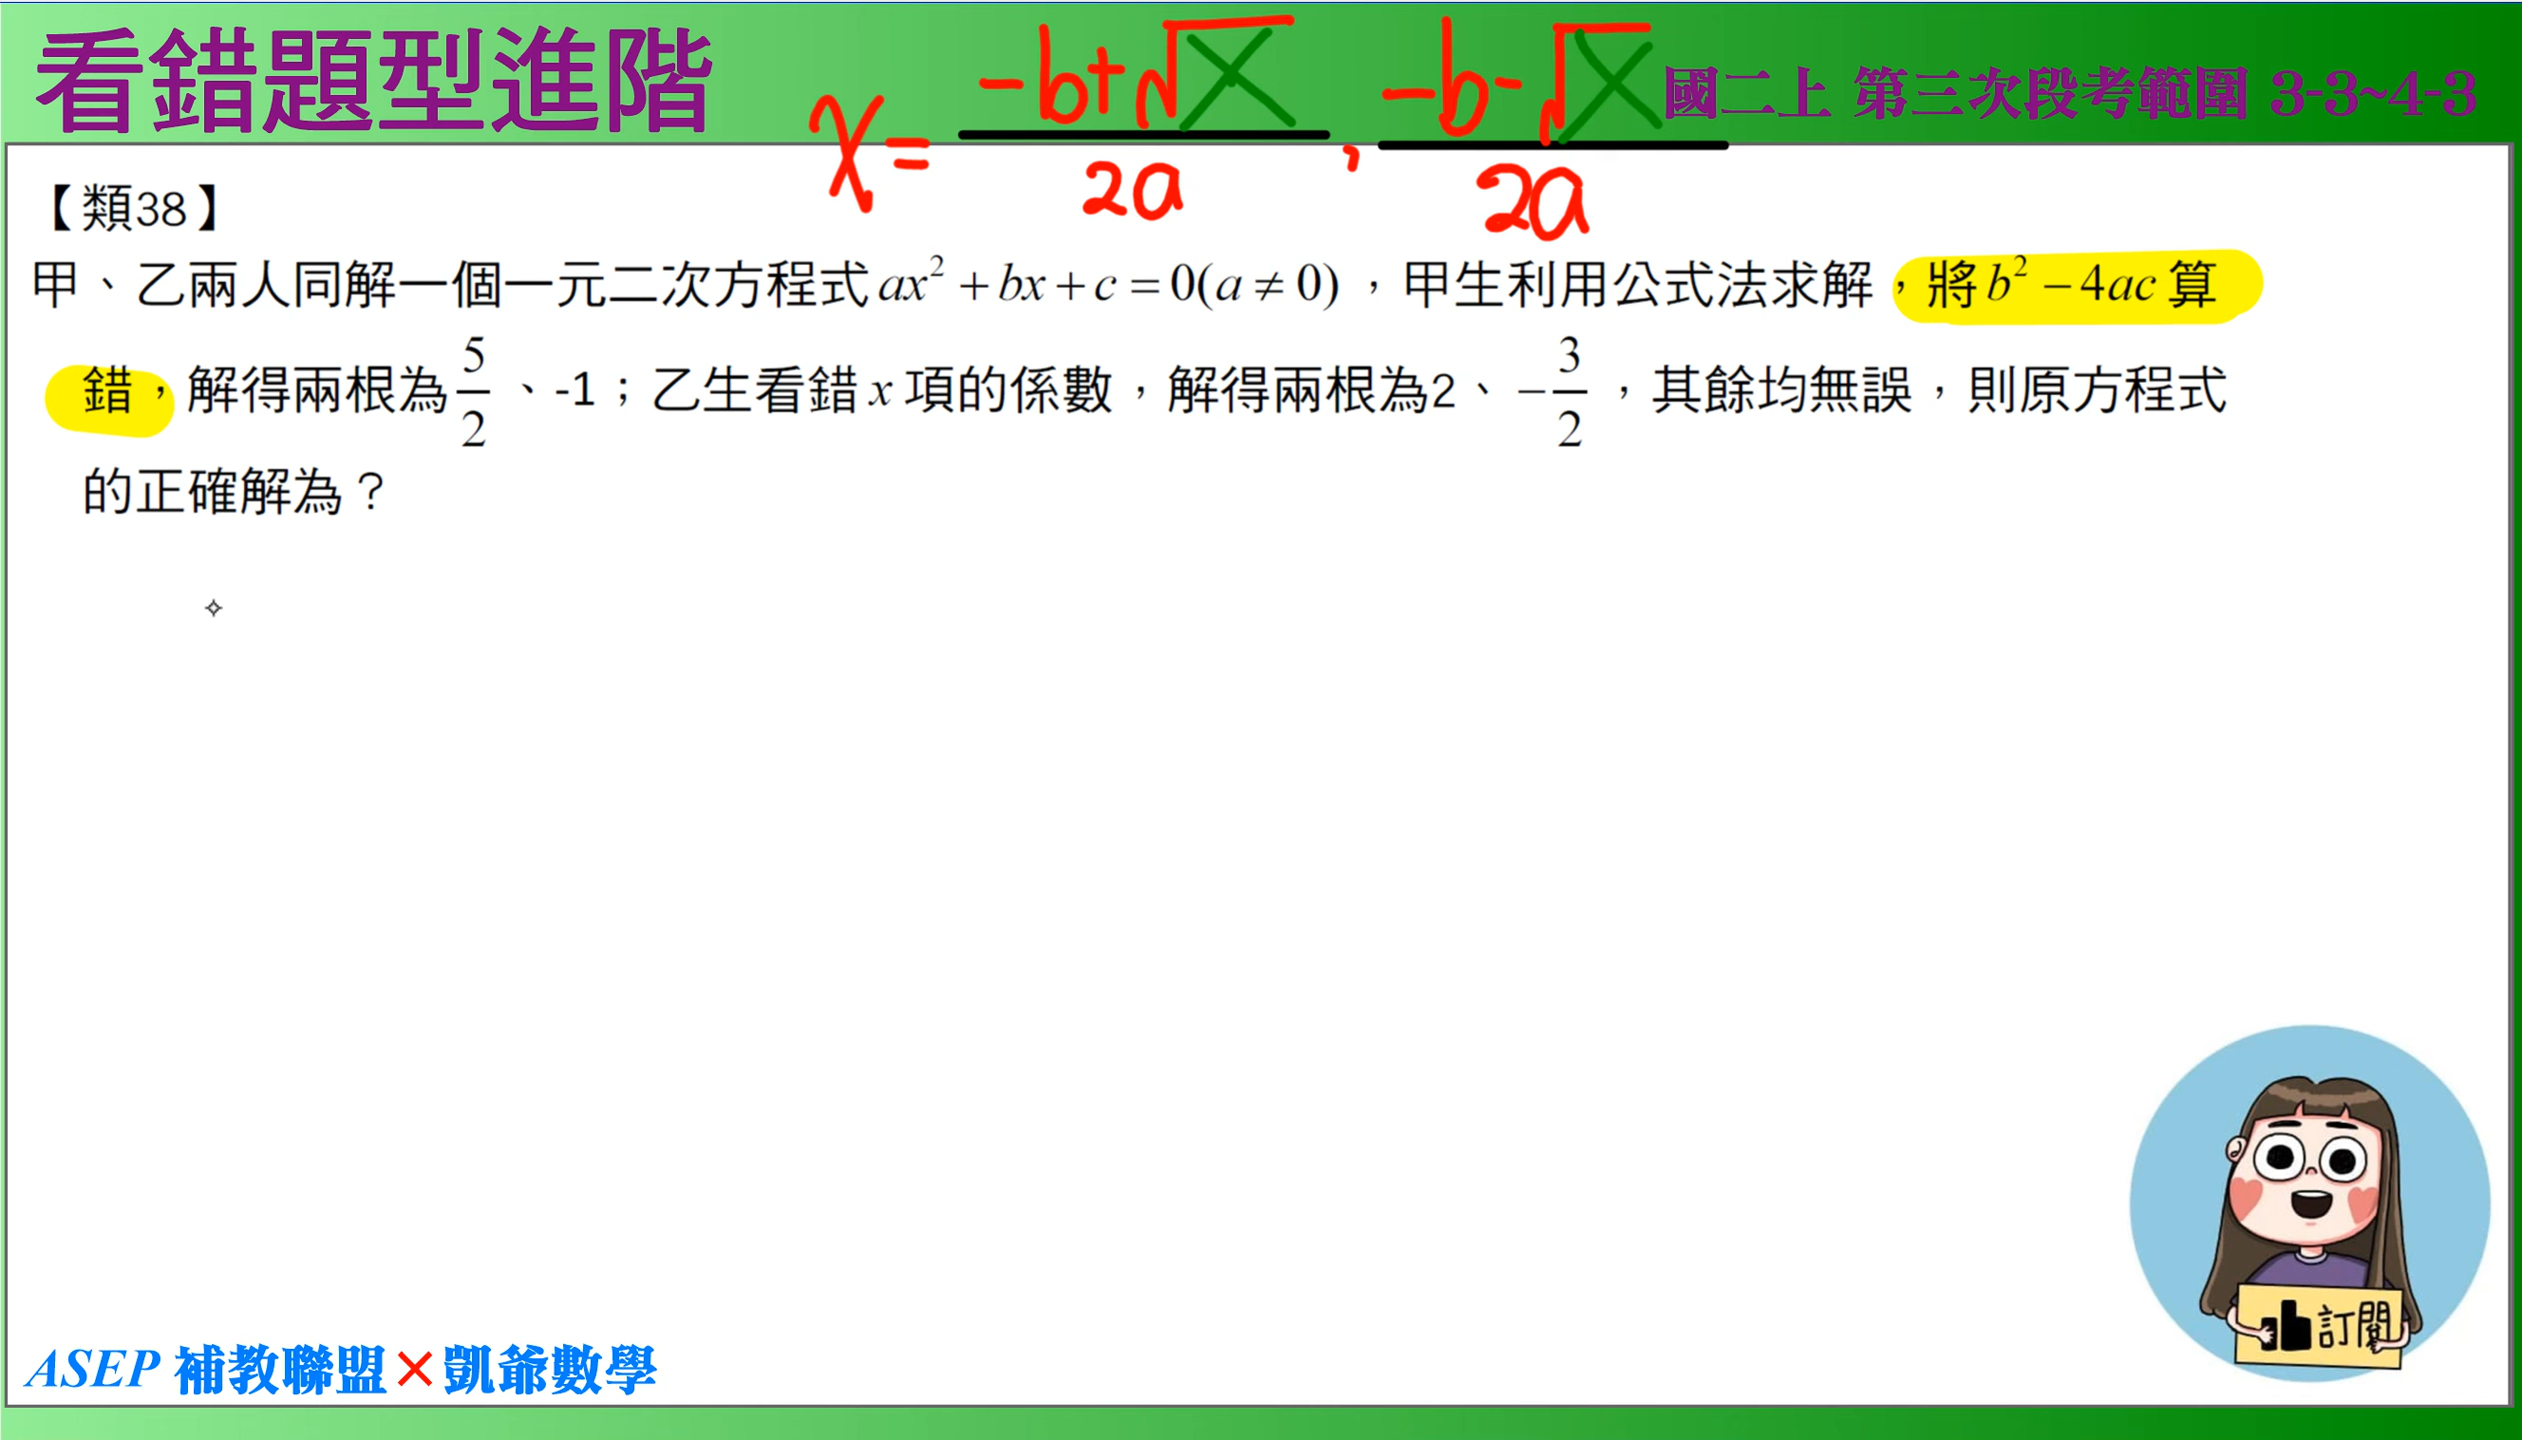 看錯題型進階
x = (-b+√X)/2a , (-b-√X)/2a
國二上 第三次段考範圍 3-3~4-3
【類38】
甲、乙兩人同解一個一元二次方程式 ax² + bx + c = 0(a ≠ 0) ，甲生利用公式法求解，將 b² − 4ac 算
錯，解得兩根為 5/2 、-1；乙生看錯 x 項的係數，解得兩根為2、 −3/2 ，其餘均無誤，則原方程式
的正確解為？
訂閱
ASEP 補教聯盟×凱爺數學